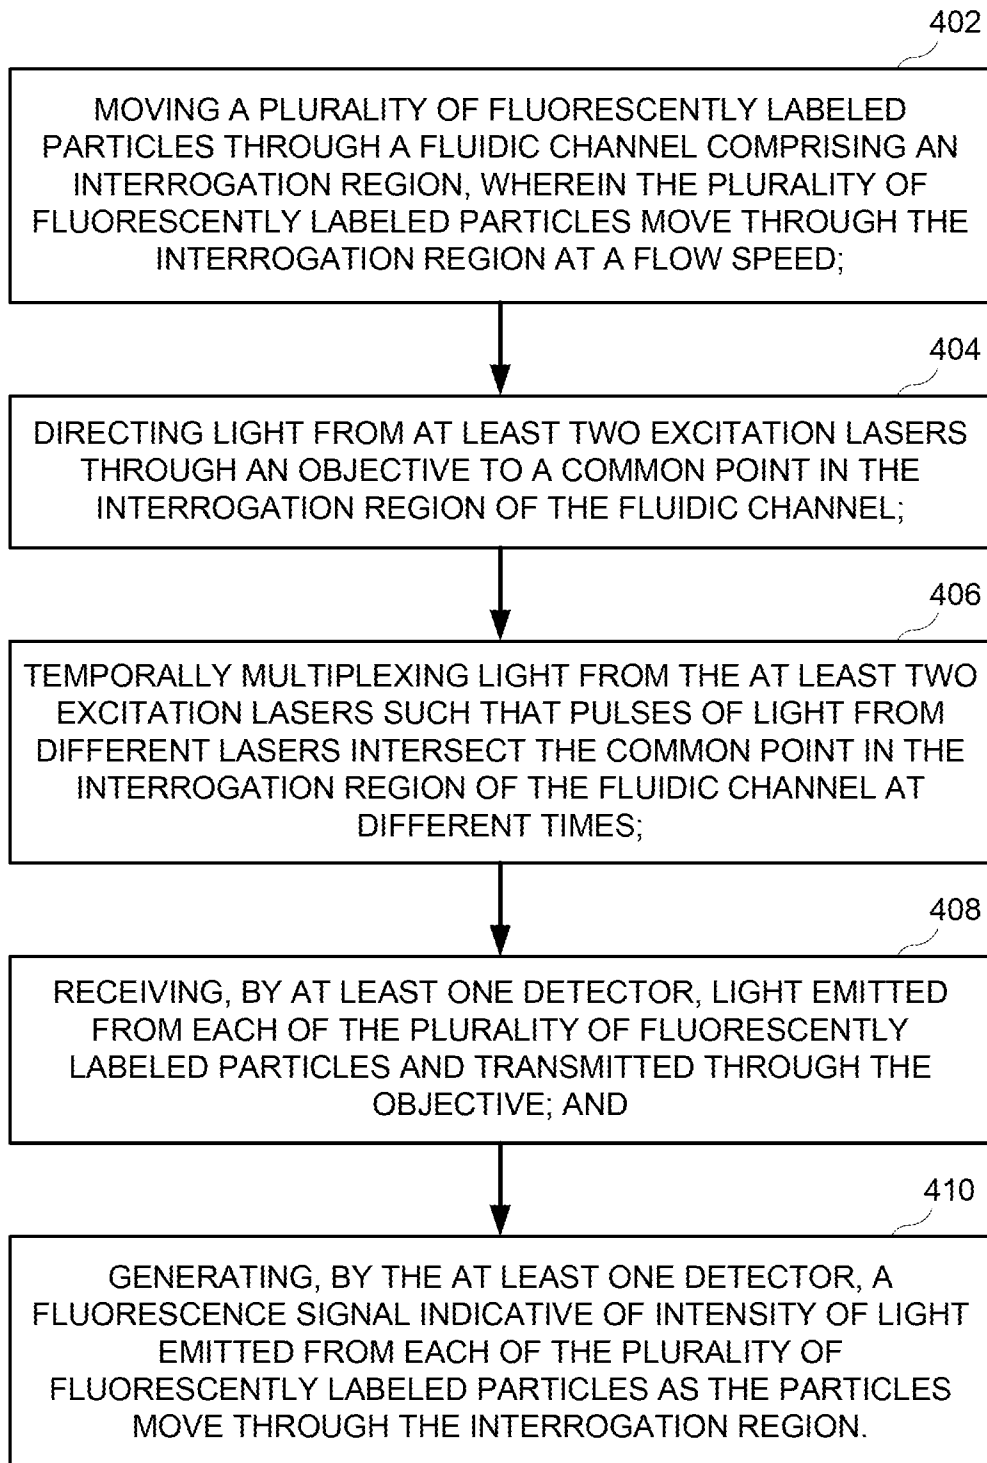 402
MOVING A PLURALITY OF FLUORESCENTLY LABELED
PARTICLES THROUGH A FLUIDIC CHANNEL COMPRISING AN
INTERROGATION REGION, WHEREIN THE PLURALITY OF
FLUORESCENTLY LABELED PARTICLES MOVE THROUGH THE
INTERROGATION REGION AT A FLOW SPEED;
404
DIRECTING LIGHT FROM AT LEAST TWO EXCITATION LASERS
THROUGH AN OBJECTIVE TO A COMMON POINT IN THE
INTERROGATION REGION OF THE FLUIDIC CHANNEL;
406
TEMPORALLY MULTIPLEXING LIGHT FROM THE AT LEAST TWO
EXCITATION LASERS SUCH THAT PULSES OF LIGHT FROM
DIFFERENT LASERS INTERSECT THE COMMON POINT IN THE
INTERROGATION REGION OF THE FLUIDIC CHANNEL AT
DIFFERENT TIMES;
408
RECEIVING, BY AT LEAST ONE DETECTOR, LIGHT EMITTED
FROM EACH OF THE PLURALITY OF FLUORESCENTLY
LABELED PARTICLES AND TRANSMITTED THROUGH THE
OBJECTIVE; AND
410
GENERATING, BY THE AT LEAST ONE DETECTOR, A
FLUORESCENCE SIGNAL INDICATIVE OF INTENSITY OF LIGHT
EMITTED FROM EACH OF THE PLURALITY OF
FLUORESCENTLY LABELED PARTICLES AS THE PARTICLES
MOVE THROUGH THE INTERROGATION REGION.